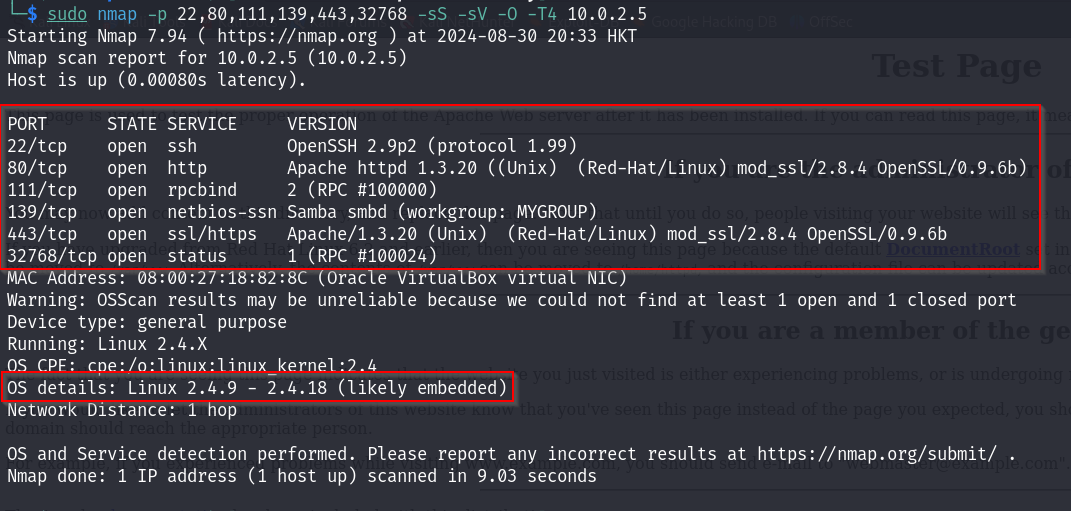 $ sudo nmap -p 22,80,111,139,443,32768 -sS -sV -O -T4 10.0.2.5
Google Hacking DB OffSec
Starting Nmap 7.94 ( https://nmap.org ) at 2024-08-30 20:33 HKT
Nmap scan report for 10.0.2.5 (10.0.2.5)
Test Page
Host is up (0.00080s latency).
PORT STATE SERVICE VERSION
22/tcp open ssh OpenSSH 2.9p2 (protocol 1.99)
80/tcp open http Apache httpd 1.3.20 ((Unix) (Red-Hat/Linux) mod_ssl/2.8.4 OpenSSL/0.9.6b)
111/tcp open rpcbind 2 (RPC #100000)
139/tcp open netbios-ssn Samba smbd (workgroup: MYGROUP)
443/tcp open ssl/https Apache/1.3.20 (Unix) (Red-Hat/Linux) mod_ssl/2.8.4 OpenSSL/0.9.6b
DocumentRoot
32768/tcp open status 1 (RPC #100024)
MAC Address: 08:00:27:18:82:8C (Oracle VirtualBox virtual NIC)
Warning: OSScan results may be unreliable because we could not find at least 1 open and 1 closed port
Device type: general purpose
If you are a member of the ge
Running: Linux 2.4.X
OS CPE: cpe:/o:linux:linux_kernel:2.4
OS details: Linux 2.4.9 - 2.4.18 (likely embedded)
Network Distance: 1 hop
domain should reach the appropriate person.
OS and Service detection performed. Please report any incorrect results at https://nmap.org/submit/ .
Nmap done: 1 IP address (1 host up) scanned in 9.03 seconds